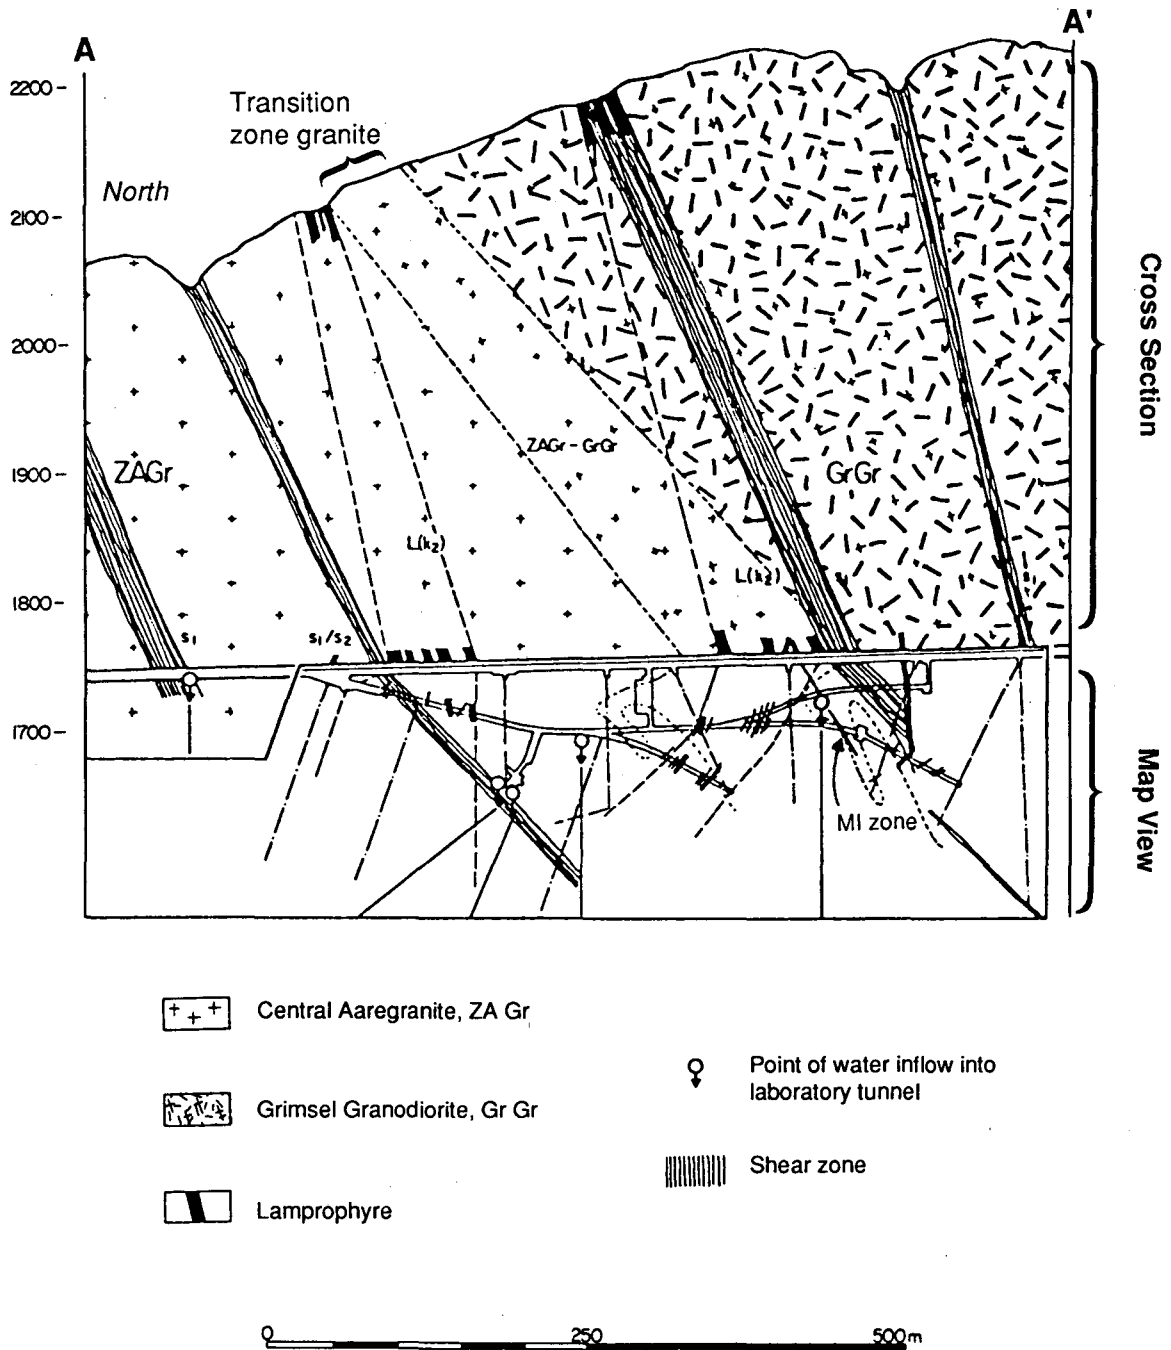 A
A'
2200-
Transition
zone granite
North
2100-
2000-
ZAGr-GrGr
1900-
ZAGr
GrGr
L(k₂)
L(k₂)
1800-
s₁
s₁/s₂
1700-
MI zone
Cross Section
Map View
Central Aaregranite, ZA Gr
Grimsel Granodiorite, Gr Gr
Lamprophyre
Point of water inflow into
laboratory tunnel
Shear zone
0 250 500m